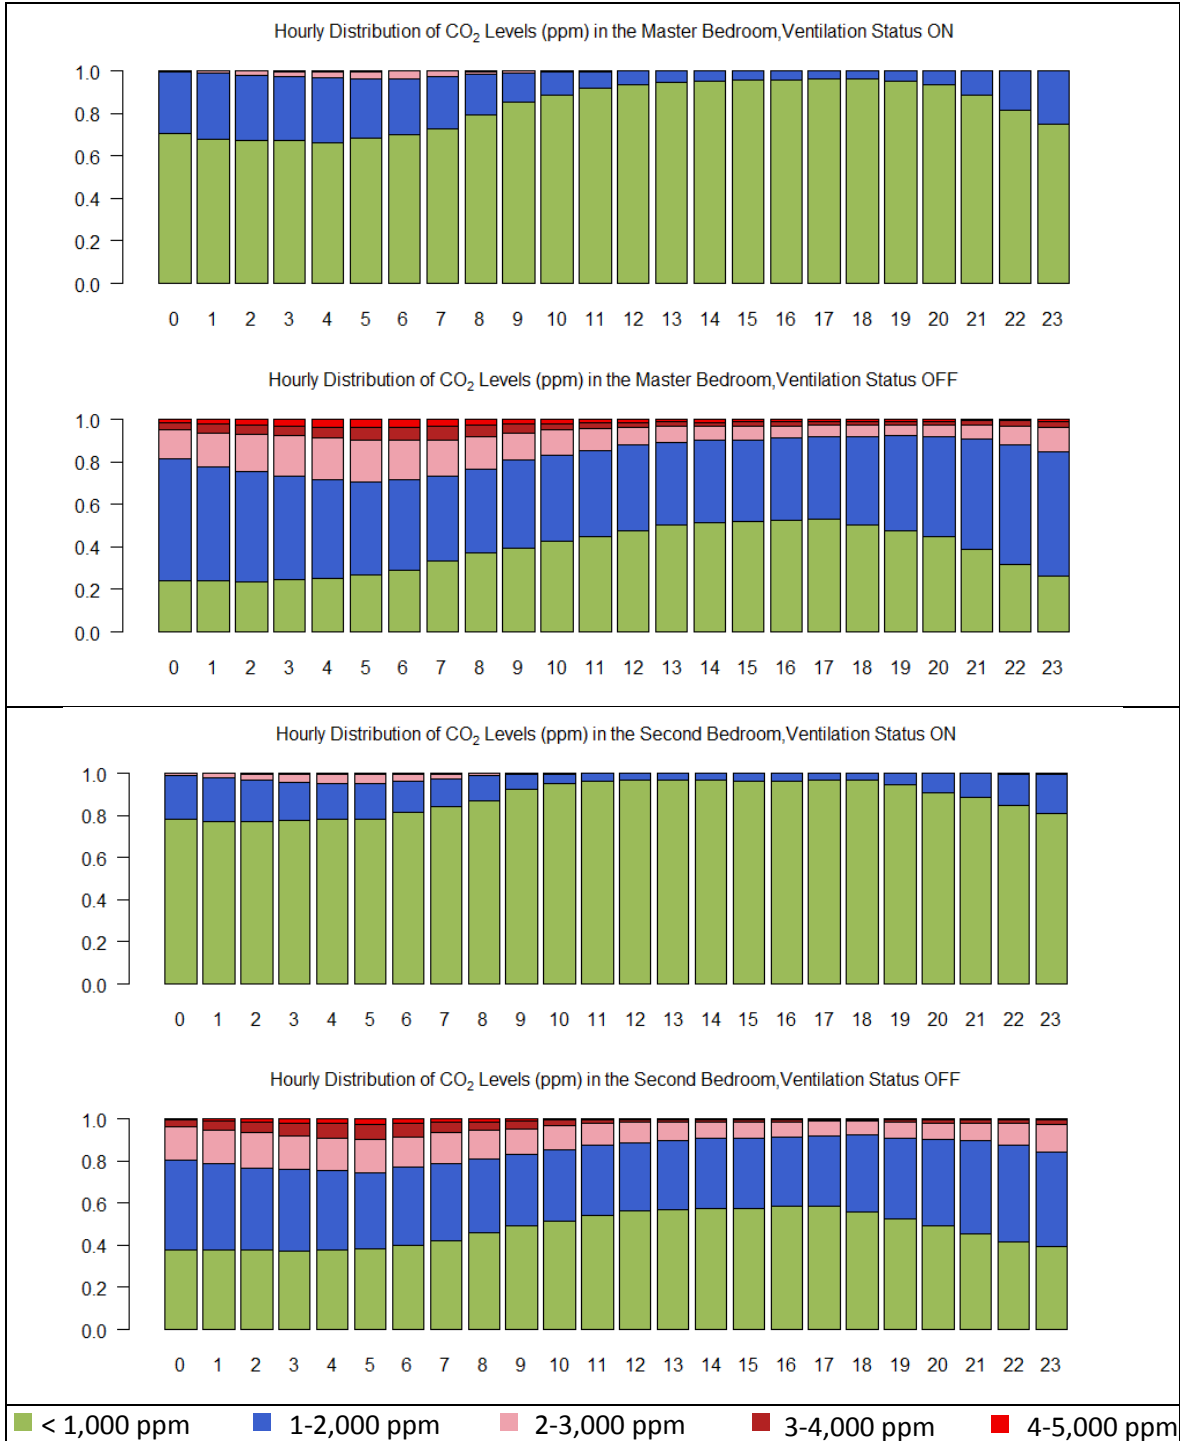 Hourly Distribution of CO₂ Levels (ppm) in the Master Bedroom,Ventilation Status ON
1.0
0.8
0.6
0.4
0.2
0.0
0 1 2 3 4 5 6 7 8 9 10 11 12 13 14 15 16 17 18 19 20 21 22 23
Hourly Distribution of CO₂ Levels (ppm) in the Master Bedroom,Ventilation Status OFF
1.0
0.8
0.6
0.4
0.2
0.0
0 1 2 3 4 5 6 7 8 9 10 11 12 13 14 15 16 17 18 19 20 21 22 23
Hourly Distribution of CO₂ Levels (ppm) in the Second Bedroom,Ventilation Status ON
1.0
0.8
0.6
0.4
0.2
0.0
0 1 2 3 4 5 6 7 8 9 10 11 12 13 14 15 16 17 18 19 20 21 22 23
Hourly Distribution of CO₂ Levels (ppm) in the Second Bedroom,Ventilation Status OFF
1.0
0.8
0.6
0.4
0.2
0.0
0 1 2 3 4 5 6 7 8 9 10 11 12 13 14 15 16 17 18 19 20 21 22 23
< 1,000 ppm 1-2,000 ppm 2-3,000 ppm 3-4,000 ppm 4-5,000 ppm